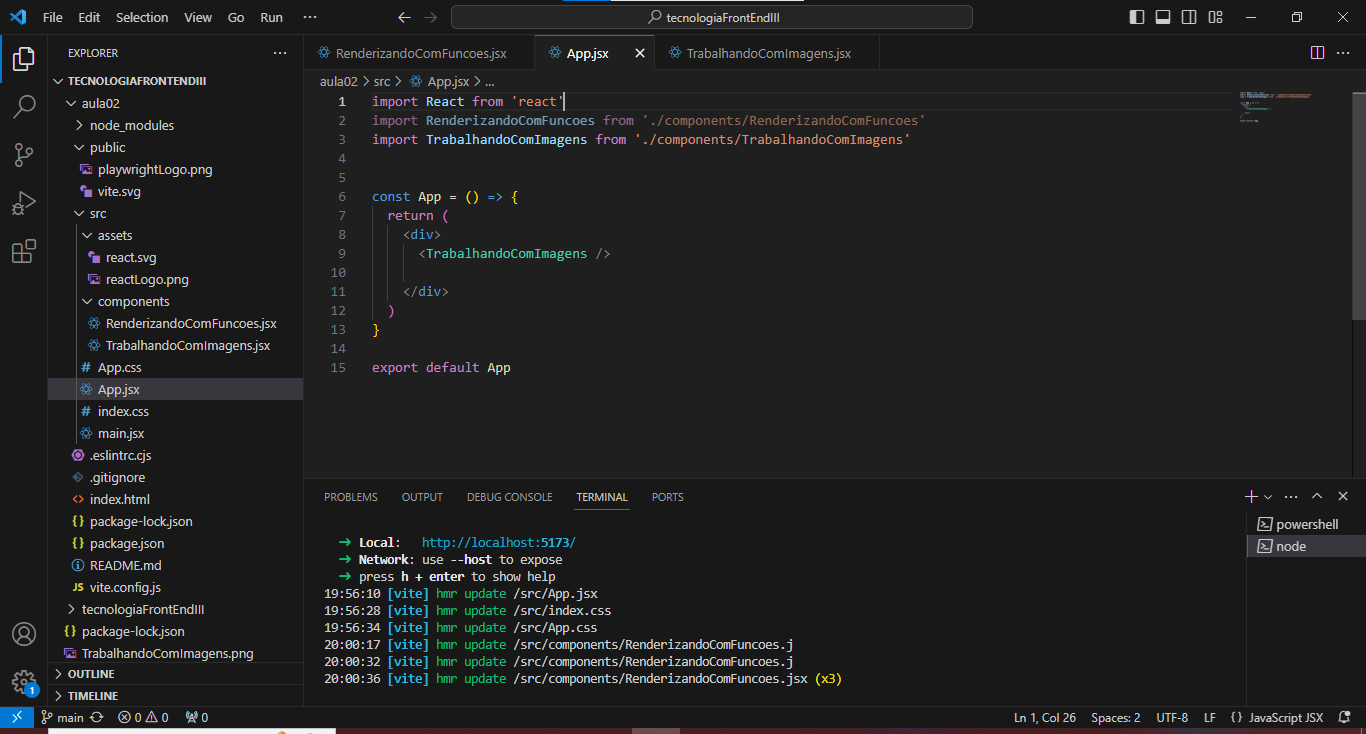 File Edit Selection View Go Run ··· tecnologiaFrontEndIII
EXPLORER ···
TECNOLOGIAFRONTENDIII
aula02
node_modules
public
playwrightLogo.png
vite.svg
src
assets
react.svg
reactLogo.png
components
RenderizandoComFuncoes.jsx
TrabalhandoComImagens.jsx
# App.css
App.jsx
# index.css
main.jsx
.eslintrc.cjs
.gitignore
<> index.html
{} package-lock.json
{} package.json
README.md
JS vite.config.js
tecnologiaFrontEndIII
{} package-lock.json
TrabalhandoComImagens.png
OUTLINE
TIMELINE
RenderizandoComFuncoes.jsx App.jsx TrabalhandoComImagens.jsx
aula02 > src > App.jsx > ...
1 import React from 'react'
2 import RenderizandoComFuncoes from './components/RenderizandoComFuncoes'
3 import TrabalhandoComImagens from './components/TrabalhandoComImagens'
4
5
6 const App = () => {
7 return (
8 <div>
9 <TrabalhandoComImagens />
10
11 </div>
12 )
13 }
14
15 export default App
PROBLEMS OUTPUT DEBUG CONSOLE TERMINAL PORTS
➜ Local: http://localhost:5173/
➜ Network: use --host to expose
➜ press h + enter to show help
19:56:10 [vite] hmr update /src/App.jsx
19:56:28 [vite] hmr update /src/index.css
19:56:34 [vite] hmr update /src/App.css
20:00:17 [vite] hmr update /src/components/RenderizandoComFuncoes.j
20:00:32 [vite] hmr update /src/components/RenderizandoComFuncoes.j
20:00:36 [vite] hmr update /src/components/RenderizandoComFuncoes.jsx (x3)
powershell
node
1
main 0 0 0 Ln 1, Col 26 Spaces: 2 UTF-8 LF {} JavaScript JSX